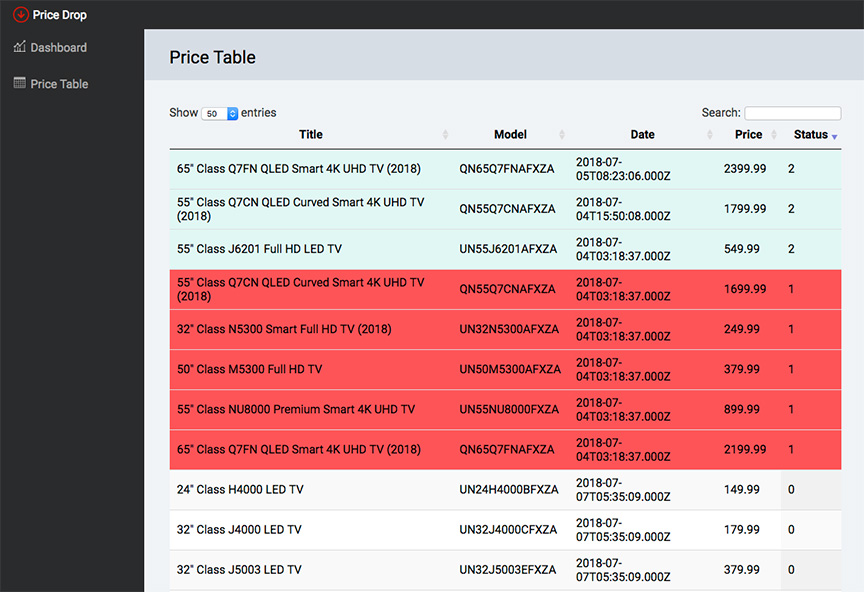 Price Drop
Dashboard
Price Table
Price Table
Show 50 entries
Search:
Title Model Date Price Status
65" Class Q7FN QLED Smart 4K UHD TV (2018) QN65Q7FNAFXZA 2018-07-
05T08:23:06.000Z 2399.99 2
55" Class Q7CN QLED Curved Smart 4K UHD TV
(2018) QN55Q7CNAFXZA 2018-07-
04T15:50:08.000Z 1799.99 2
55" Class J6201 Full HD LED TV UN55J6201AFXZA 2018-07-
04T03:18:37.000Z 549.99 2
55" Class Q7CN QLED Curved Smart 4K UHD TV
(2018) QN55Q7CNAFXZA 2018-07-
04T03:18:37.000Z 1699.99 1
32" Class N5300 Smart Full HD TV (2018) UN32N5300AFXZA 2018-07-
04T03:18:37.000Z 249.99 1
50" Class M5300 Full HD TV UN50M5300AFXZA 2018-07-
04T03:18:37.000Z 379.99 1
55" Class NU8000 Premium Smart 4K UHD TV UN55NU8000FXZA 2018-07-
04T03:18:37.000Z 899.99 1
65" Class Q7FN QLED Smart 4K UHD TV (2018) QN65Q7FNAFXZA 2018-07-
04T03:18:37.000Z 2199.99 1
24" Class H4000 LED TV UN24H4000BFXZA 2018-07-
07T05:35:09.000Z 149.99 0
32" Class J4000 LED TV UN32J4000CFXZA 2018-07-
07T05:35:09.000Z 179.99 0
32" Class J5003 LED TV UN32J5003EFXZA 2018-07-
07T05:35:09.000Z 379.99 0